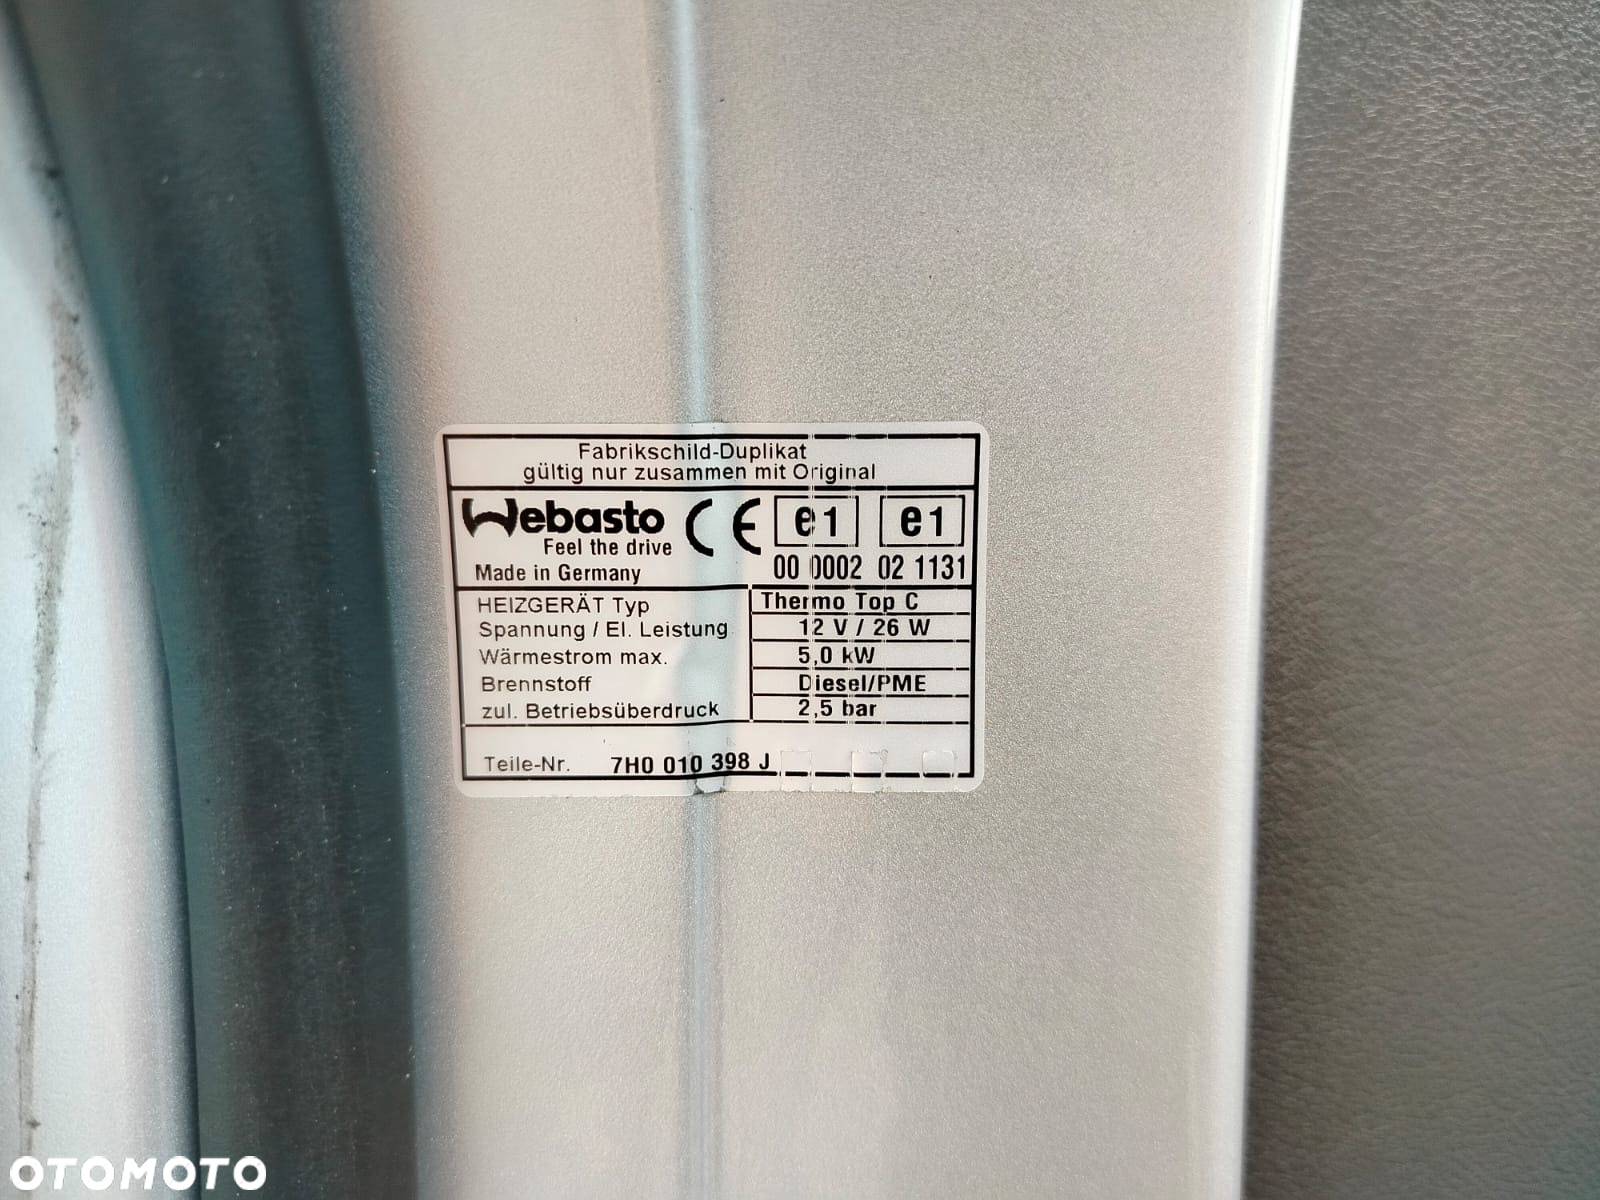 Fabrikschild-Duplikat
gültig nur zusammen mit Original
Webasto CE e1 e1
Feel the drive
Made in Germany 00 0002 02 1131
HEIZGERÄT Typ Thermo Top C
Spannung / El. Leistung 12 V / 26 W
Wärmestrom max. 5,0 kW
Brennstoff Diesel/PME
zul. Betriebsüberdruck 2,5 bar
Teile-Nr. 7H0 010 398 J
OTOMOTO